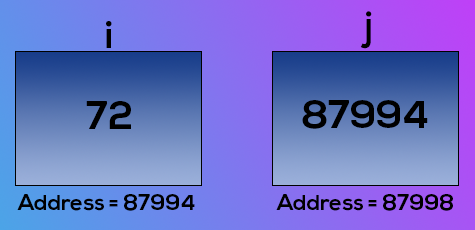 i
j
72
87994
Address = 87994
Address = 87998